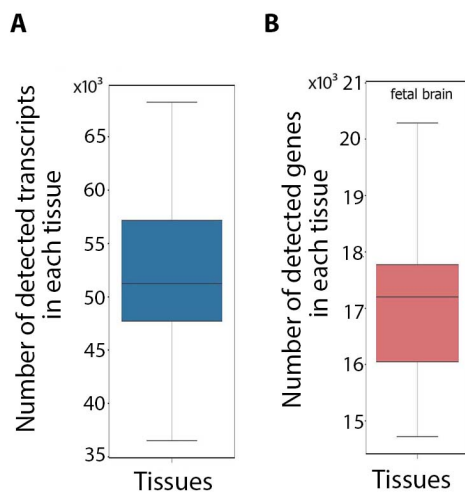 A
Number of detected transcripts
in each tissue
x10³
65
60
55
50
45
40
35
Tissues
B
Number of detected genes
in each tissue
x10³
21
fetal brain
20
19
18
17
16
15
Tissues